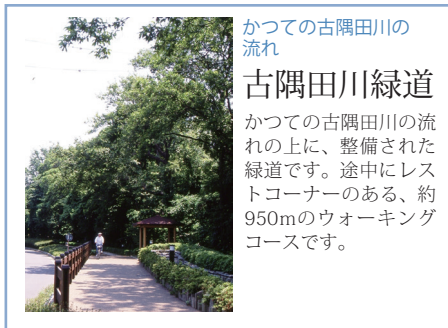 かつての古隅田川の
流れ
古隅田川緑道
かつての古隅田川の流
れの上に、整備された
緑道です。途中にレス
トコーナーのある、約
950mのウォーキング
コースです。